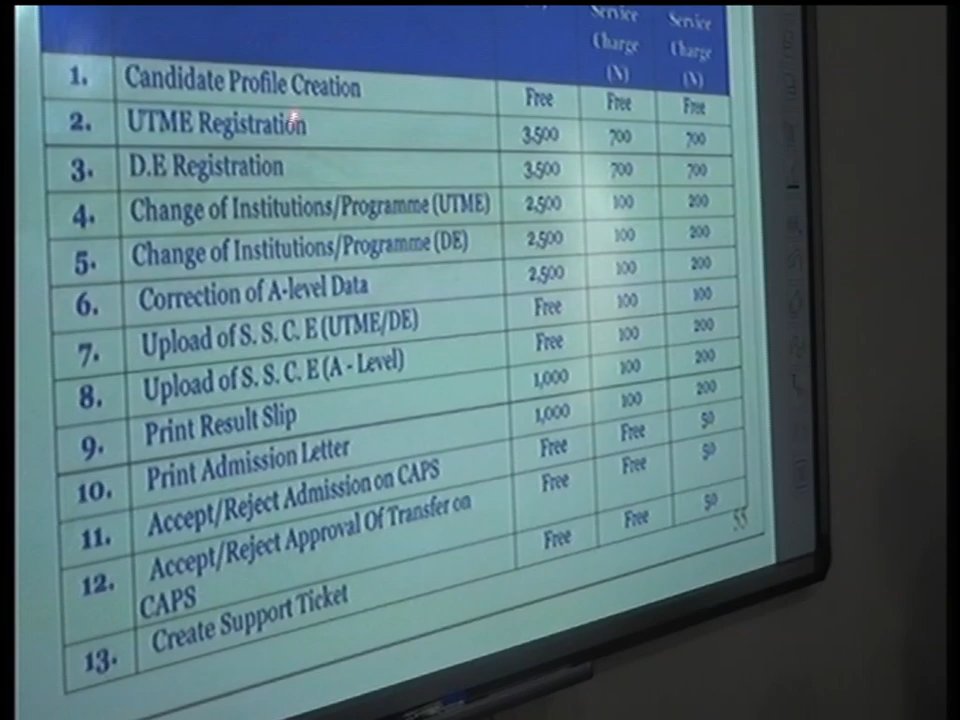 Service Service
Charge Charge
(N) (N)
1. Candidate Profile Creation Free Free Free
2. UTME Registration 3,500 700 700
3. D.E Registration 3,500 700 700
4. Change of Institutions/Programme (UTME) 2,500 100 200
5. Change of Institutions/Programme (DE) 2,500 100 200
6. Correction of A-level Data 2,500 100 200
7. Upload of S. S. C. E (UTME/DE) Free 100 100
8. Upload of S. S. C. E (A - Level) Free 100 200
9. Print Result Slip 1,000 100 200
10. Print Admission Letter 1,000 100 200
11. Accept/Reject Admission on CAPS Free Free 50
12. Accept/Reject Approval Of Transfer on Free Free 50
CAPS
13. Create Support Ticket Free Free 50
55